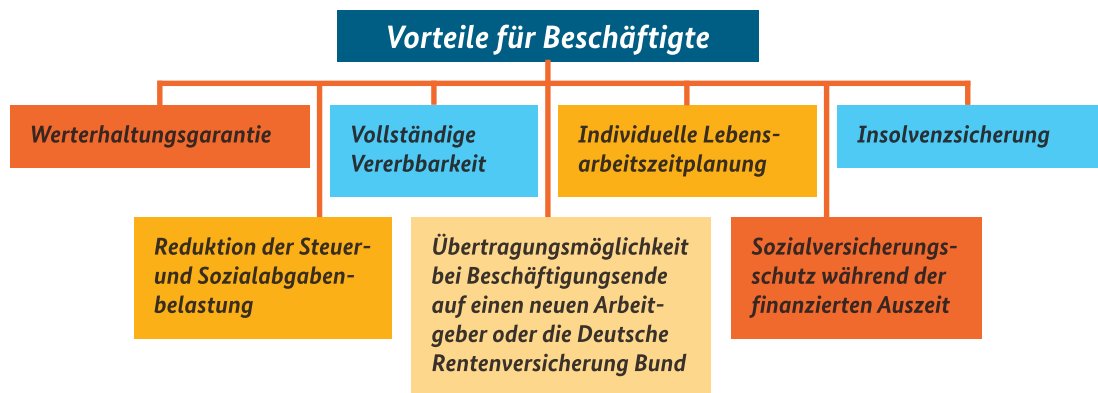 Vorteile für Beschäftigte
Werterhaltungsgarantie
Vollständige
Vererbbarkeit
Individuelle Lebens-
arbeitszeitplanung
Insolvenzsicherung
Reduktion der Steuer-
und Sozialabgaben-
belastung
Übertragungsmöglichkeit
bei Beschäftigungsende
auf einen neuen Arbeit-
geber oder die Deutsche
Rentenversicherung Bund
Sozialversicherungs-
schutz während der
finanzierten Auszeit